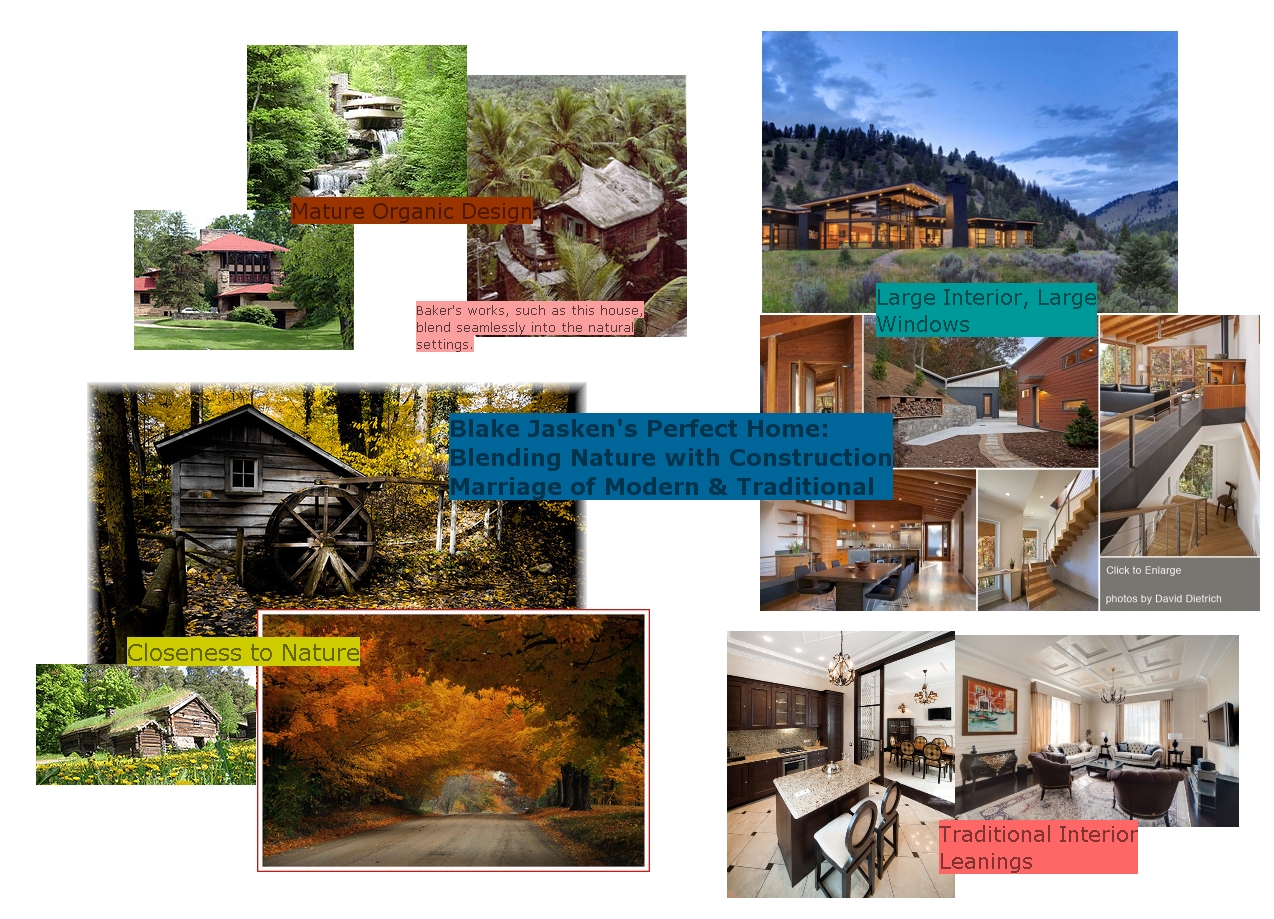 Mature Organic Design
Baker's works, such as this house,
blend seamlessly into the natural
settings.
Large Interior, Large
Windows
Blake Jasken's Perfect Home:
Blending Nature with Construction
Marriage of Modern & Traditional
Click to Enlarge
photos by David Dietrich
Closeness to Nature
Traditional Interior
Leanings